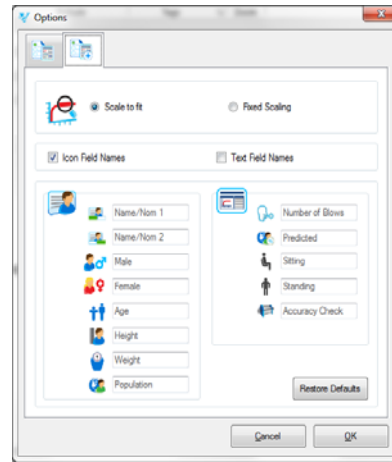 Options
Scale to fit
Fixed Scaling
Icon Field Names
Text Field Names
Name/Nom 1
Name/Nom 2
Male
Female
Age
Height
Weight
Population
Number of Blows
Predicted
Sitting
Standing
Accuracy Check
Restore Defaults
Cancel
OK